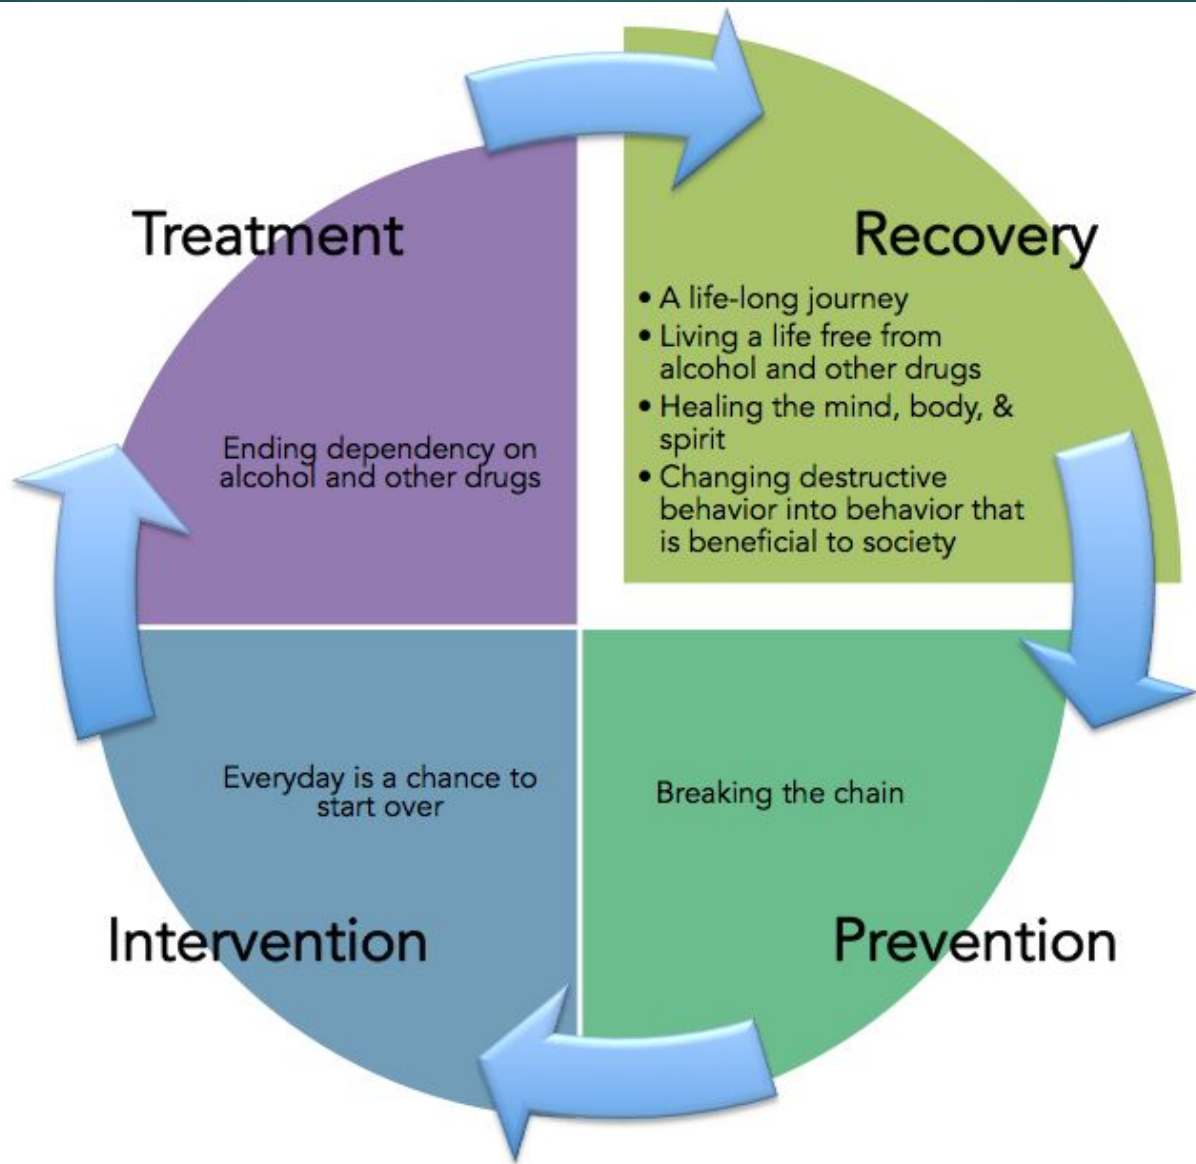 Treatment
Ending dependency on
alcohol and other drugs
Recovery
• A life-long journey
• Living a life free from
alcohol and other drugs
• Healing the mind, body, &
spirit
• Changing destructive
behavior into behavior that
is beneficial to society
Everyday is a chance to
start over
Intervention
Breaking the chain
Prevention